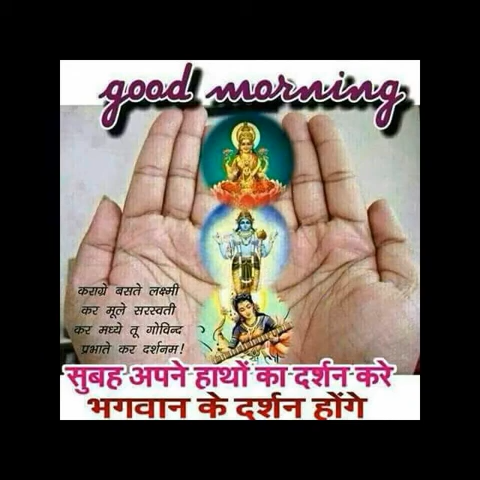 good morning
कराग्रे बसते लक्ष्मी
कर मूले सरस्वती
कर मध्ये तू गोविन्द
प्रभाते कर दर्शनम!
सुबह अपने हाथों का दर्शन करे
भगवान के दर्शन होंगे